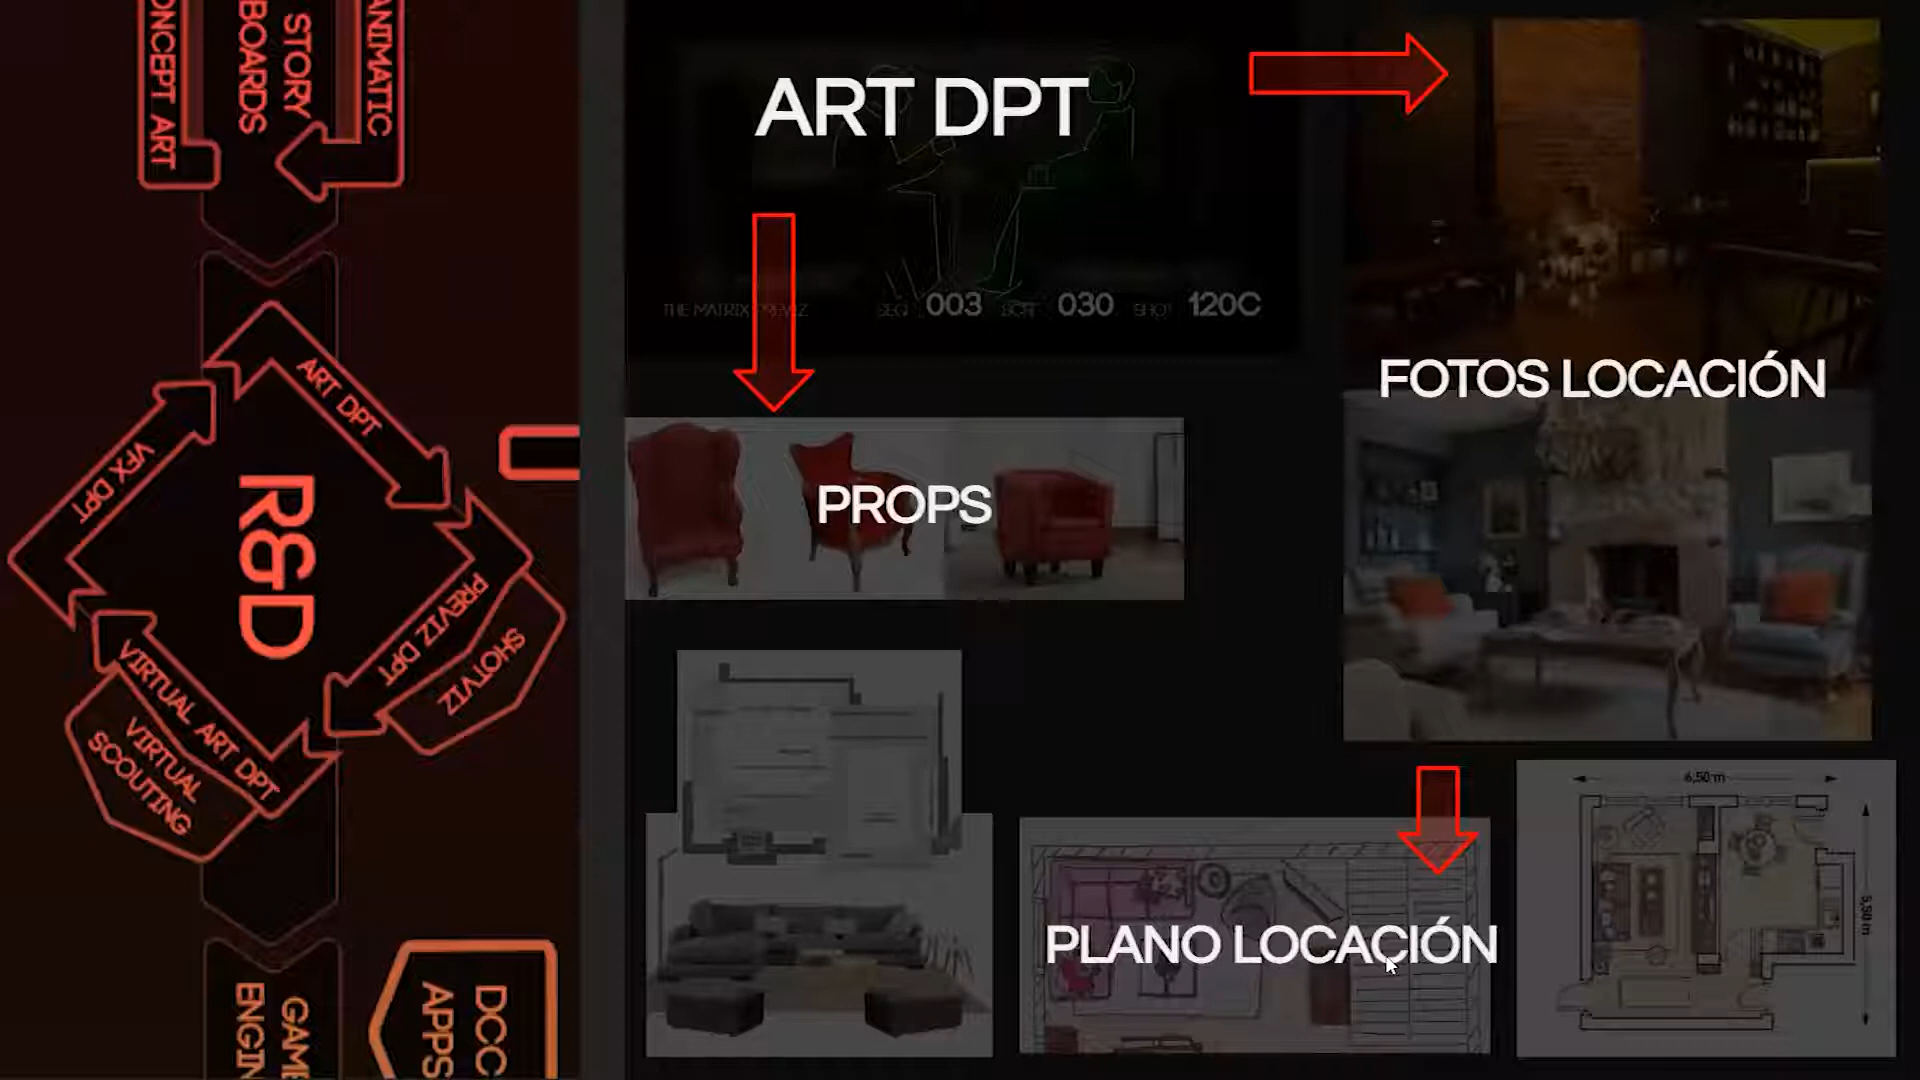 CONCEPT ART
STORY
BOARDS
ANIMATIC
ART DPT
VFX DPT
R&D
PREVIZ DPT
SHOTVIZ
VIRTUAL ART DPT
VIRTUAL
SCOUTING
GAME
ENGIN
DCC
APPS
ART DPT
THE MATRIX PREVIZ SEQ 003 SCN 030 SHOT 120C
FOTOS LOCACIÓN
PROPS
PLANO LOCACIÓN
6,50 m
5,50 m